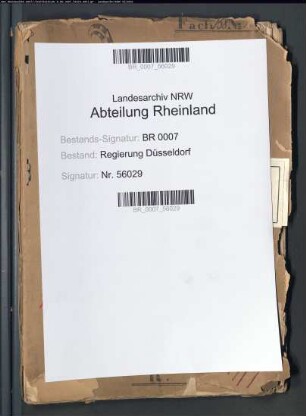 BR_0007_56029
Landesarchiv NRW
Abteilung Rheinland
Bestands-Signatur: BR 0007
Bestand: Regierung Düsseldorf
Signatur: Nr. 56029
BR_0007_56029